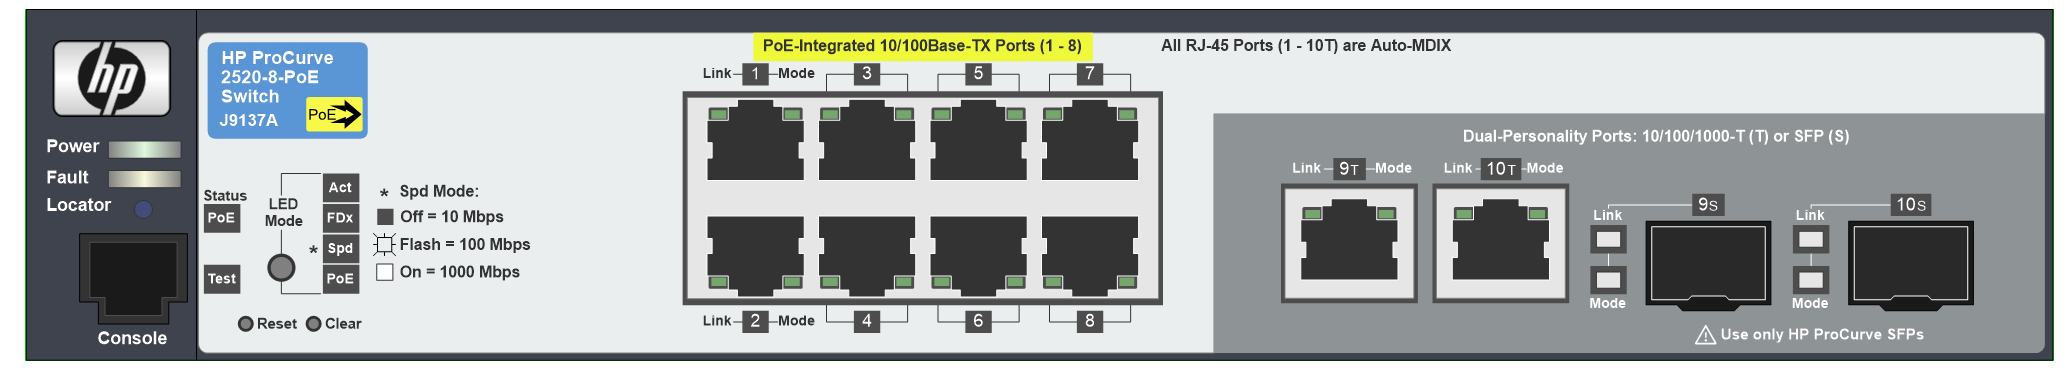 hp
HP ProCurve
2520-8-PoE
Switch
J9137A
PoE
Power
Fault
Locator
Console
Status
PoE
Test
LED
Mode
Act
FDx
* Spd
PoE
Reset
Clear
* Spd Mode:
Off = 10 Mbps
Flash = 100 Mbps
On = 1000 Mbps
PoE-Integrated 10/100Base-TX Ports (1 - 8)
All RJ-45 Ports (1 - 10T) are Auto-MDIX
Link 1 Mode 3 5 7
Link 2 Mode 4 6 8
Dual-Personality Ports: 10/100/1000-T (T) or SFP (S)
Link 9T Mode
Link 10T Mode
9S
Link
Mode
10S
Link
Mode
Use only HP ProCurve SFPs